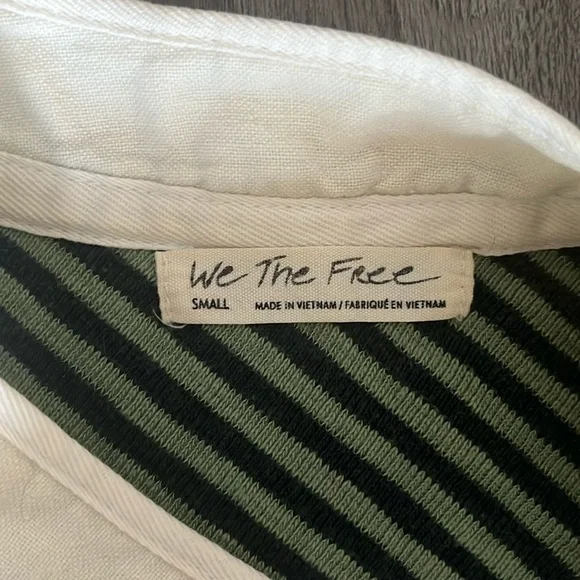 We The Free
SMALL MADE IN VIETNAM / FABRIQUÉ EN VIETNAM